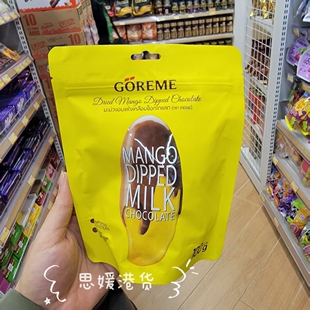 GÖREME
Dried Mango Dipped Chocolate
MANGO
DIPPED
MILK
CHOCOLATE
思媛港货